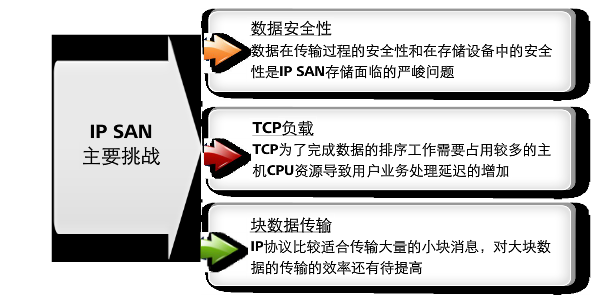 IP SAN
主要挑战
数据安全性
数据在传输过程的安全性和在存储设备中的安全
性是IP SAN存储面临的严峻问题
TCP负载
TCP为了完成数据的排序工作需要占用较多的主
机CPU资源导致用户业务处理延迟的增加
块数据传输
IP协议比较适合传输大量的小块消息，对大块数
据的传输的效率还有待提高